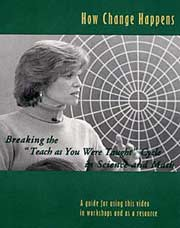 How Change Happens
Breaking the
"Teach as You Were Taught" Cycle
in Science and Math
A guide for using this video
in workshops and as a resource